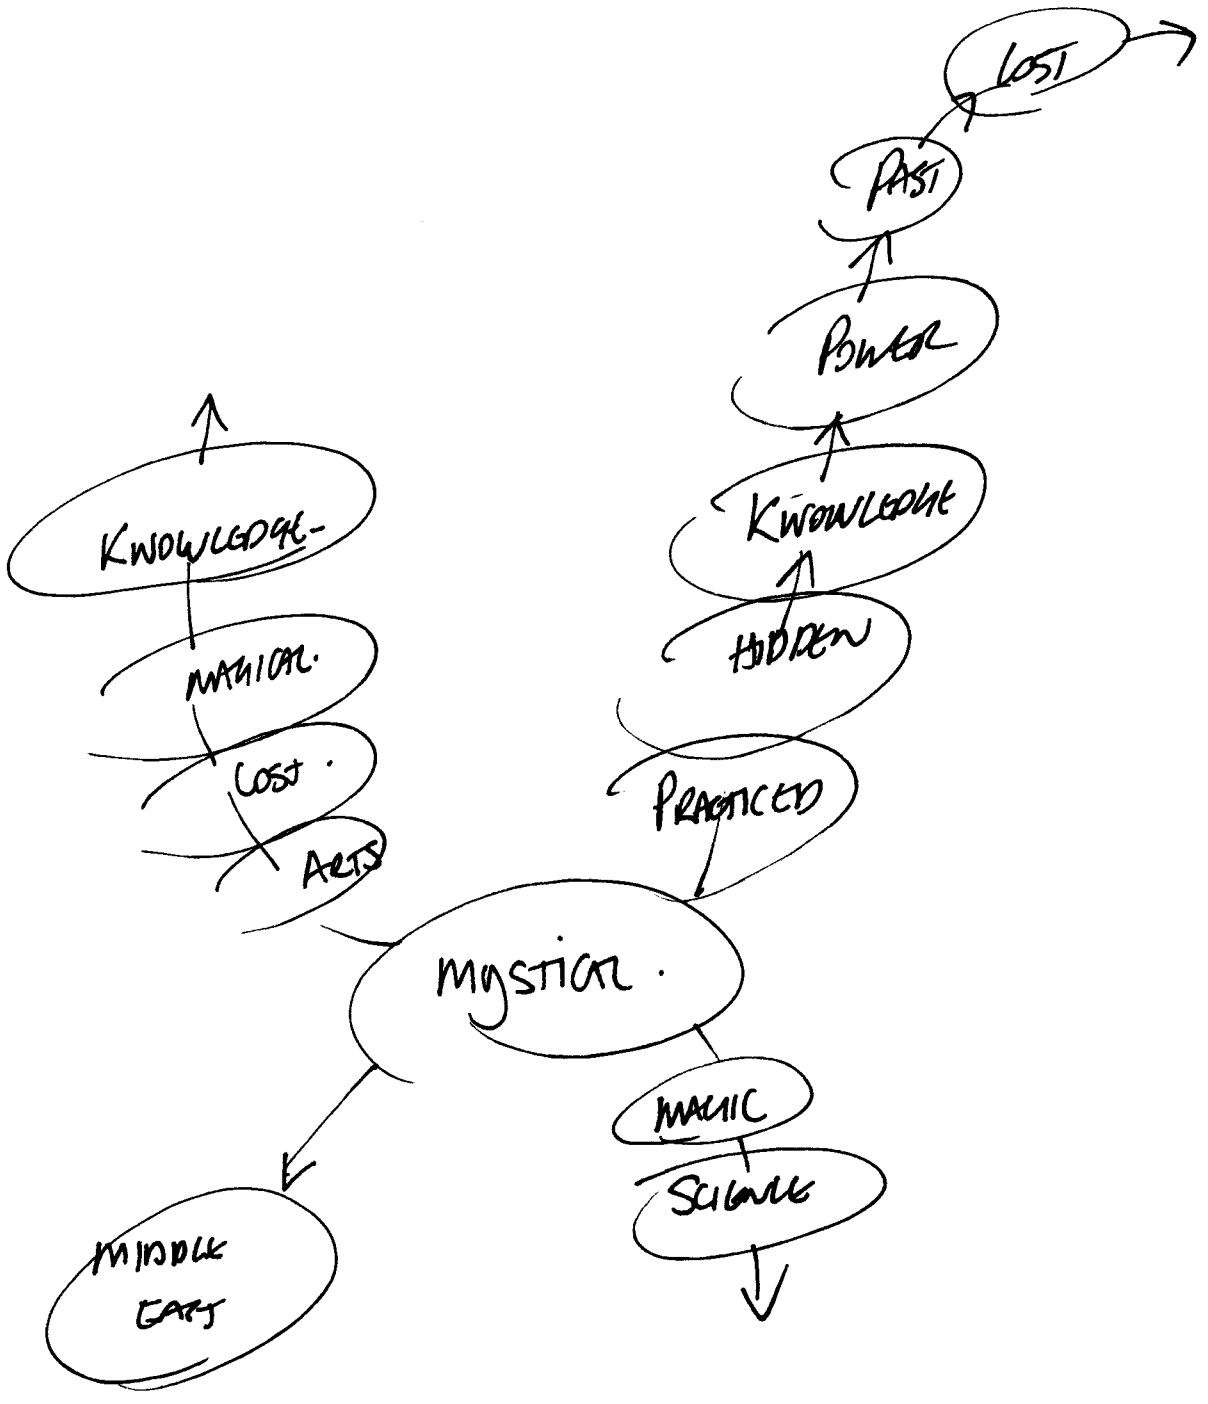 LOST
PAST
POWER
KNOWLEDGE
KNOWLEDGE
HIDDEN
MAGICAL.
LOST.
PRACTICED
ARTS
MYSTICAL.
MAGIC
SCIENCE
MIDDLE
EAST